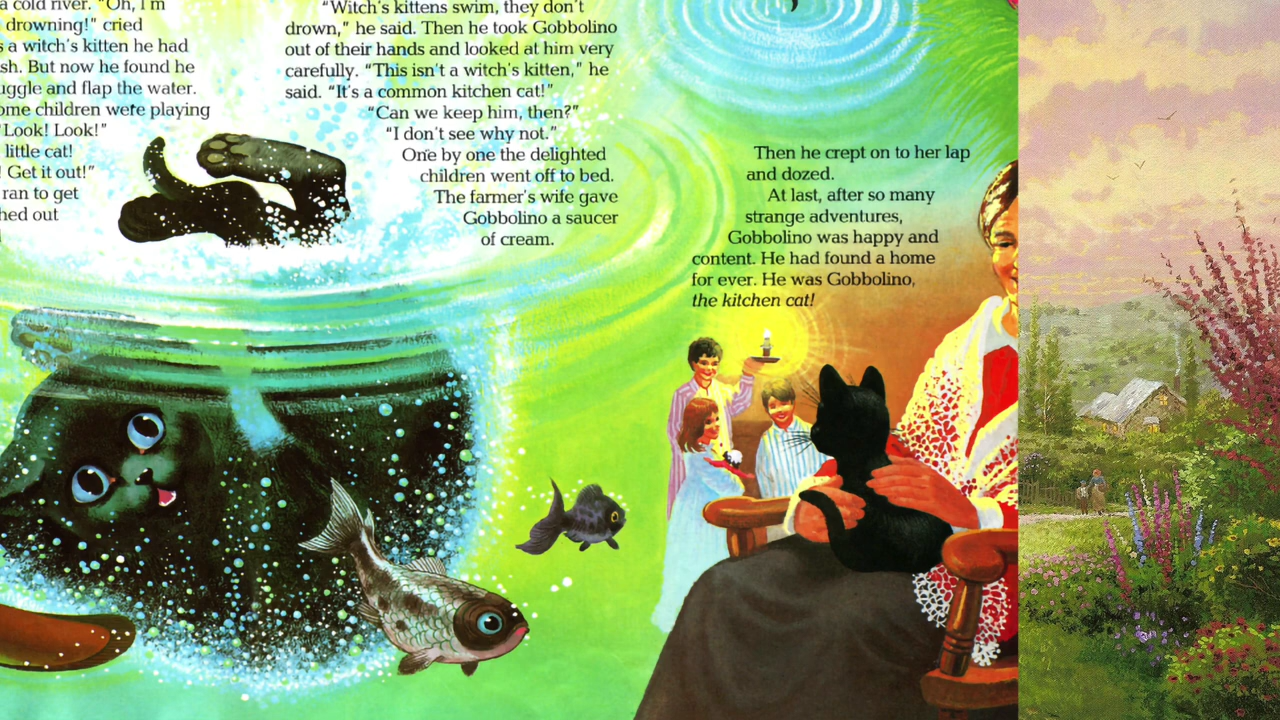 a cold river. "Oh, I'm
drowning!" cried
s a witch's kitten he had
sh. But now he found he
uggle and flap the water.
ome children were playing
"Look! Look!"
little cat!
! Get it out!"
ran to get
hed out
"Witch's kittens swim, they don't
drown," he said. Then he took Gobbolino
out of their hands and looked at him very
carefully. "This isn't a witch's kitten," he
said. "It's a common kitchen cat!"
"Can we keep him, then?"
"I don't see why not."
One by one the delighted
children went off to bed.
The farmer's wife gave
Gobbolino a saucer
of cream.
Then he crept on to her lap
and dozed.
At last, after so many
strange adventures,
Gobbolino was happy and
content. He had found a home
for ever. He was Gobbolino,
the kitchen cat!